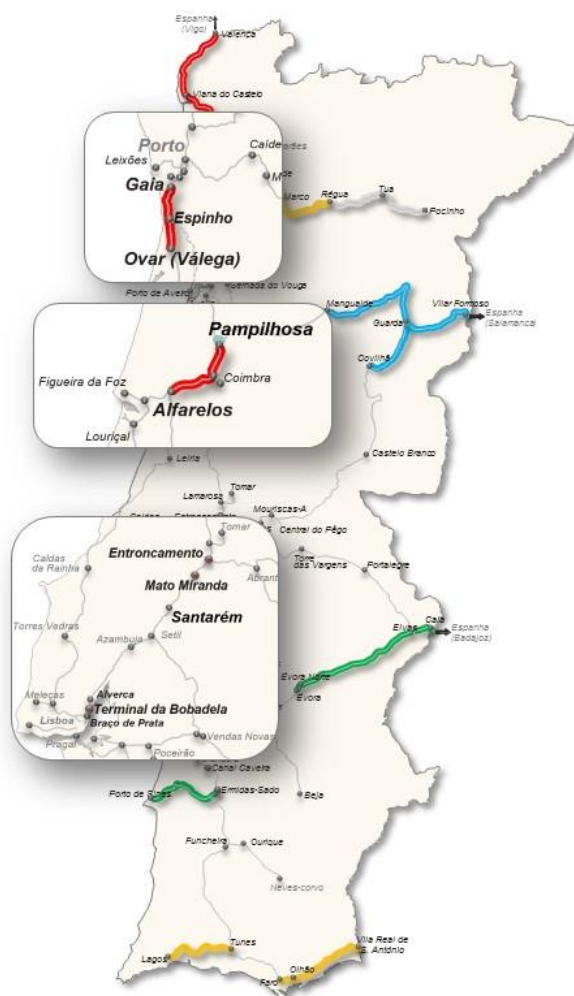 Espanha
(Vigo)
Valença
Viana do Castelo
Porto
Caíde
Leixões
Gaia
Espinho
Ovar (Válega)
Marco
Régua
Tua
Pocinho
Porto de Aveiro
Sernada do Vouga
Mangualde
Vilar Formoso
Guarda
Espanha
(Salamanca)
Covilhã
Pampilhosa
Coimbra
Figueira da Foz
Alfarelos
Louriçal
Leiria
Castelo Branco
Tomar
Lamarosa
Mouriscas-A
Tomar
Central do Pêgo
Entroncamento
Torre
das Vargens
Portalegre
Caldas
da Rainha
Mato Miranda
Abrant
Santarém
Torres Vedras
Setil
Azambuja
Caia
Elvas
Espanha
(Badajoz)
Évora Norte
Évora
Alverca
Meleças
Terminal da Bobadela
Lisboa
Braço de Prata
Pragal
Vendas Novas
Poceirão
Canal Caveira
Porto de Sines
Ermidas-Sado
Beja
Funcheira
Ourique
Neves-corvo
Lagos
Tunes
Vila Real de
S. António
Olhão
Faro